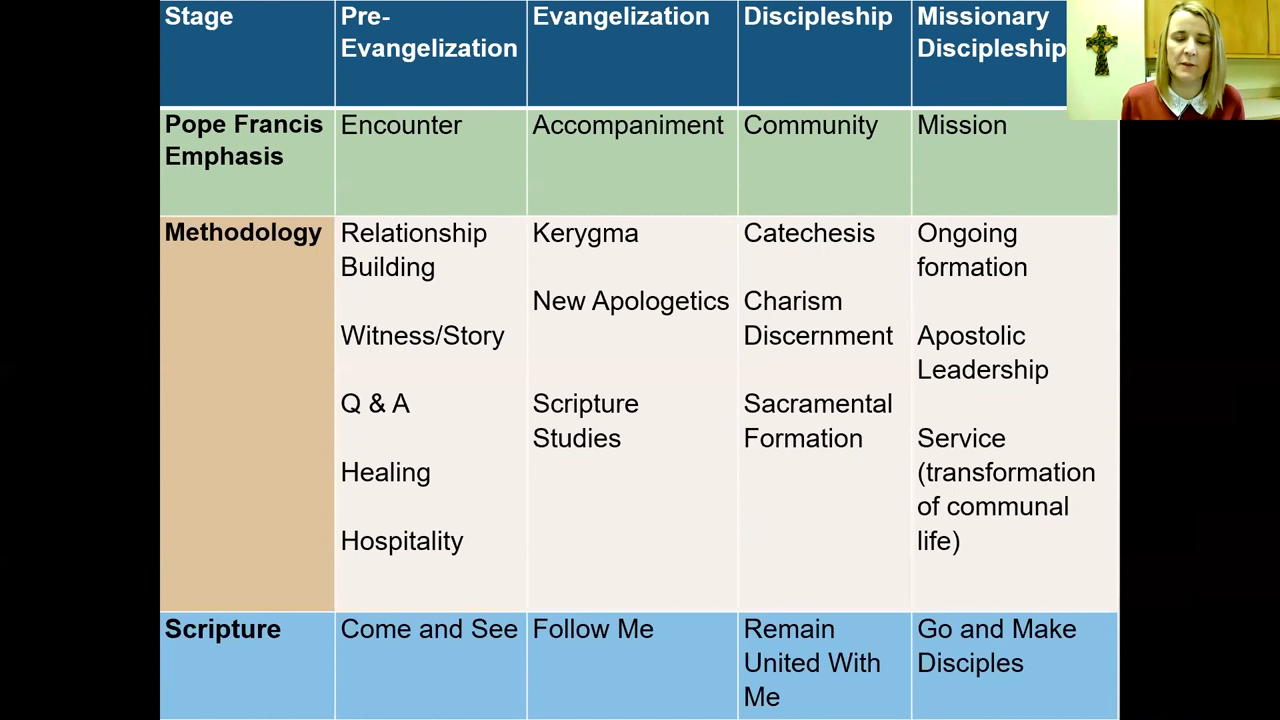 Stage
Pre-
Evangelization
Evangelization
Discipleship
Missionary
Discipleship
Pope Francis
Emphasis
Encounter
Accompaniment
Community
Mission
Methodology
Relationship
Building
Witness/Story
Q & A
Healing
Hospitality
Kerygma
New Apologetics
Scripture
Studies
Catechesis
Charism
Discernment
Sacramental
Formation
Ongoing
formation
Apostolic
Leadership
Service
(transformation
of communal
life)
Scripture
Come and See
Follow Me
Remain
United With
Me
Go and Make
Disciples